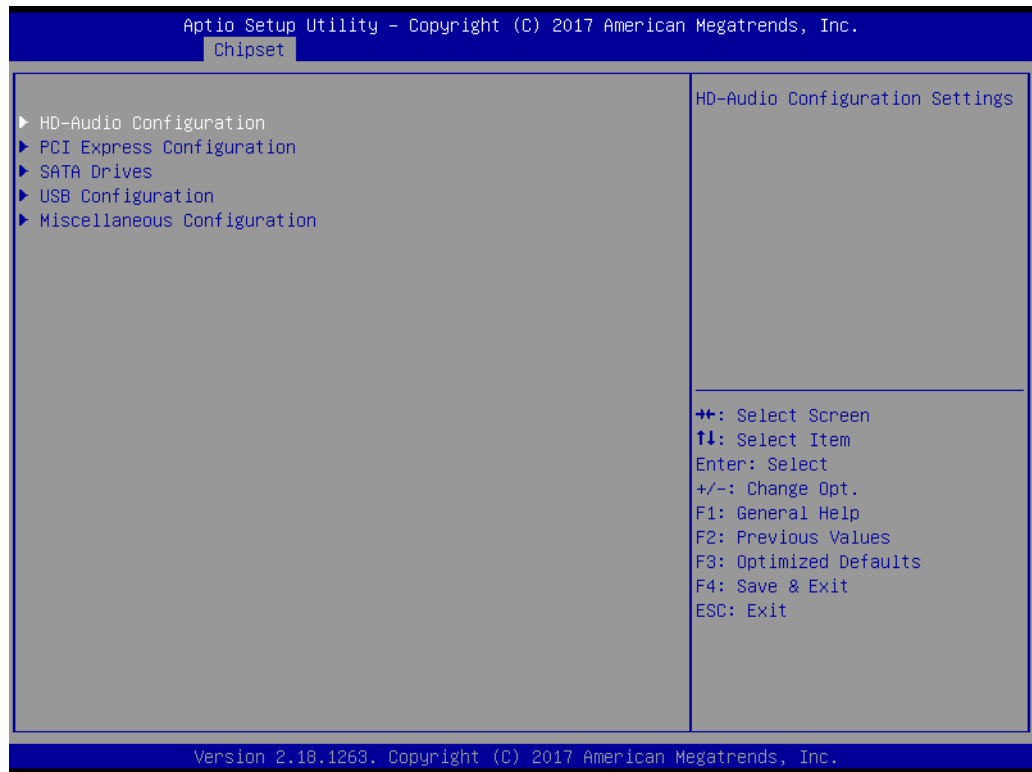 Aptio Setup Utility – Copyright (C) 2017 American Megatrends, Inc.
Chipset
▶ HD-Audio Configuration
▶ PCI Express Configuration
▶ SATA Drives
▶ USB Configuration
▶ Miscellaneous Configuration
HD-Audio Configuration Settings
→←: Select Screen
↑↓: Select Item
Enter: Select
+/-: Change Opt.
F1: General Help
F2: Previous Values
F3: Optimized Defaults
F4: Save & Exit
ESC: Exit
Version 2.18.1263. Copyright (C) 2017 American Megatrends, Inc.